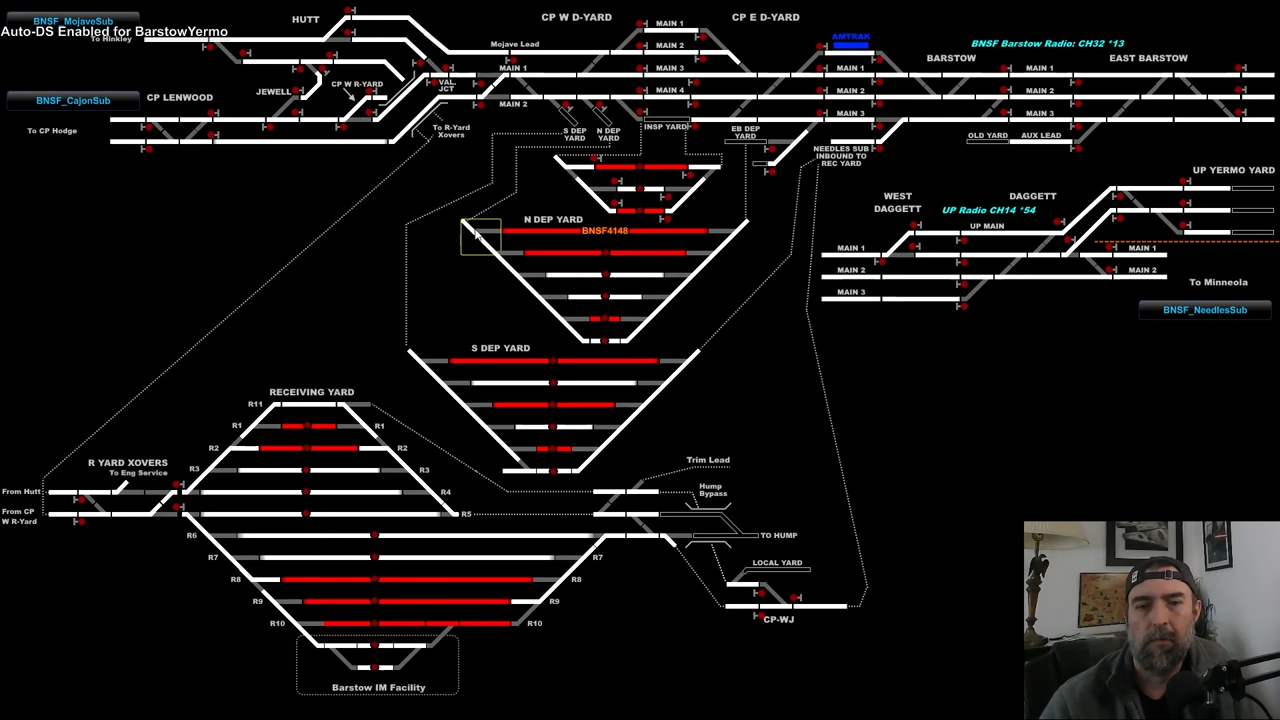 BNSF_MojaveSub
Auto-DS Enabled for BarstowYermo
To Hinkley
HUTT
CP W D-YARD
CP E D-YARD
MAIN 1
AMTRAK
BNSF Barstow Radio: CH32 *13
Mojave Lead
MAIN 2
BARSTOW
EAST BARSTOW
MAIN 1
MAIN 3
MAIN 1
MAIN 1
MAIN 1
BNSF_CajonSub
CP LENWOOD
JEWELL
CP W R-YARD
VAL.
JCT
MAIN 4
MAIN 2
MAIN 2
MAIN 2
MAIN 2
MAIN 3
MAIN 3
MAIN 3
To CP Hodge
To R-Yard
Xovers
S DEP
YARD
N DEP
YARD
INSP YARD
EB DEP
YARD
NEEDLES SUB
INBOUND TO
REC YARD
OLD YARD
AUX LEAD
UP YERMO YARD
WEST
DAGGETT
DAGGETT
UP Radio CH14 *54
UP MAIN
N DEP YARD
BNSF4148
MAIN 1
MAIN 1
MAIN 2
MAIN 2
MAIN 3
To Minneola
BNSF_NeedlesSub
S DEP YARD
RECEIVING YARD
R11
R1
R1
R2
R2
R3
R3
R YARD XOVERS
To Eng Service
From Hutt
R4
From CP
W R-Yard
R5
Trim Lead
Hump
Bypass
R6
TO HUMP
R7
R7
R8
R8
LOCAL YARD
R9
R9
CP-WJ
R10
R10
Barstow IM Facility